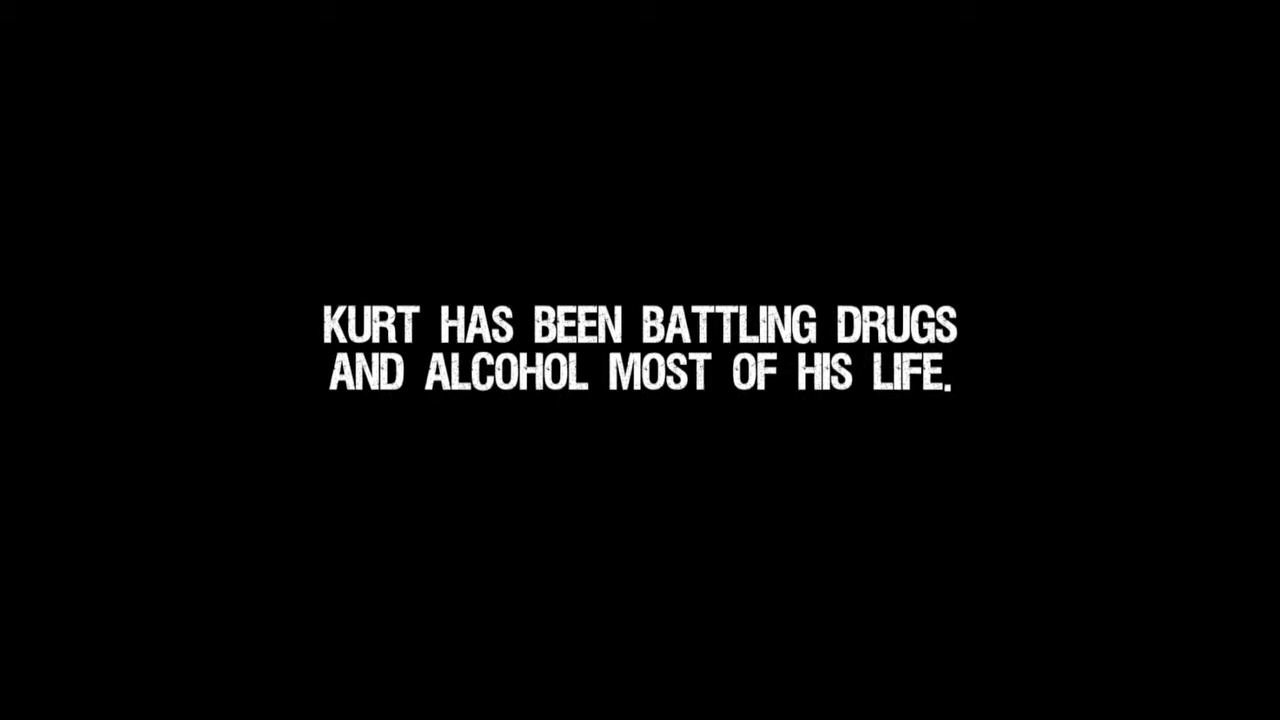 KURT HAS BEEN BATTLING DRUGS
AND ALCOHOL MOST OF HIS LIFE.